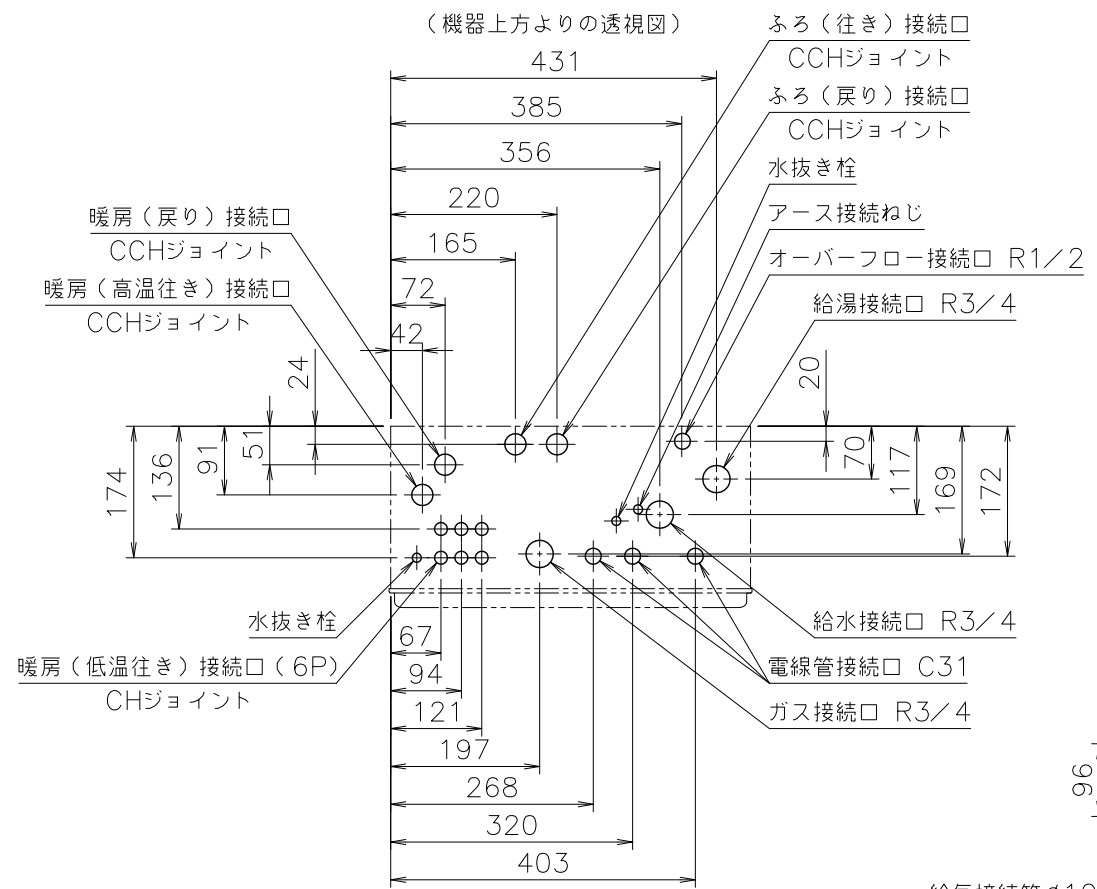 (機器上方よりの透視図)
ふろ(往き)接続口
CCHジョイント
431
ふろ(戻り)接続口
CCHジョイント
385
356
水抜き栓
220
アース接続ねじ
暖房(戻り)接続口
CCHジョイント
165
オーバーフロー接続口 R1/2
暖房(高温往き)接続口
CCHジョイント
72
給湯接続口 R3/4
42
24
20
174
136
91
51
70
117
169
172
水抜き栓
給水接続口 R3/4
67
暖房(低温往き)接続口(6P)
CHジョイント
電線管接続口 C31
94
121
ガス接続口 R3/4
197
96
268
320
403